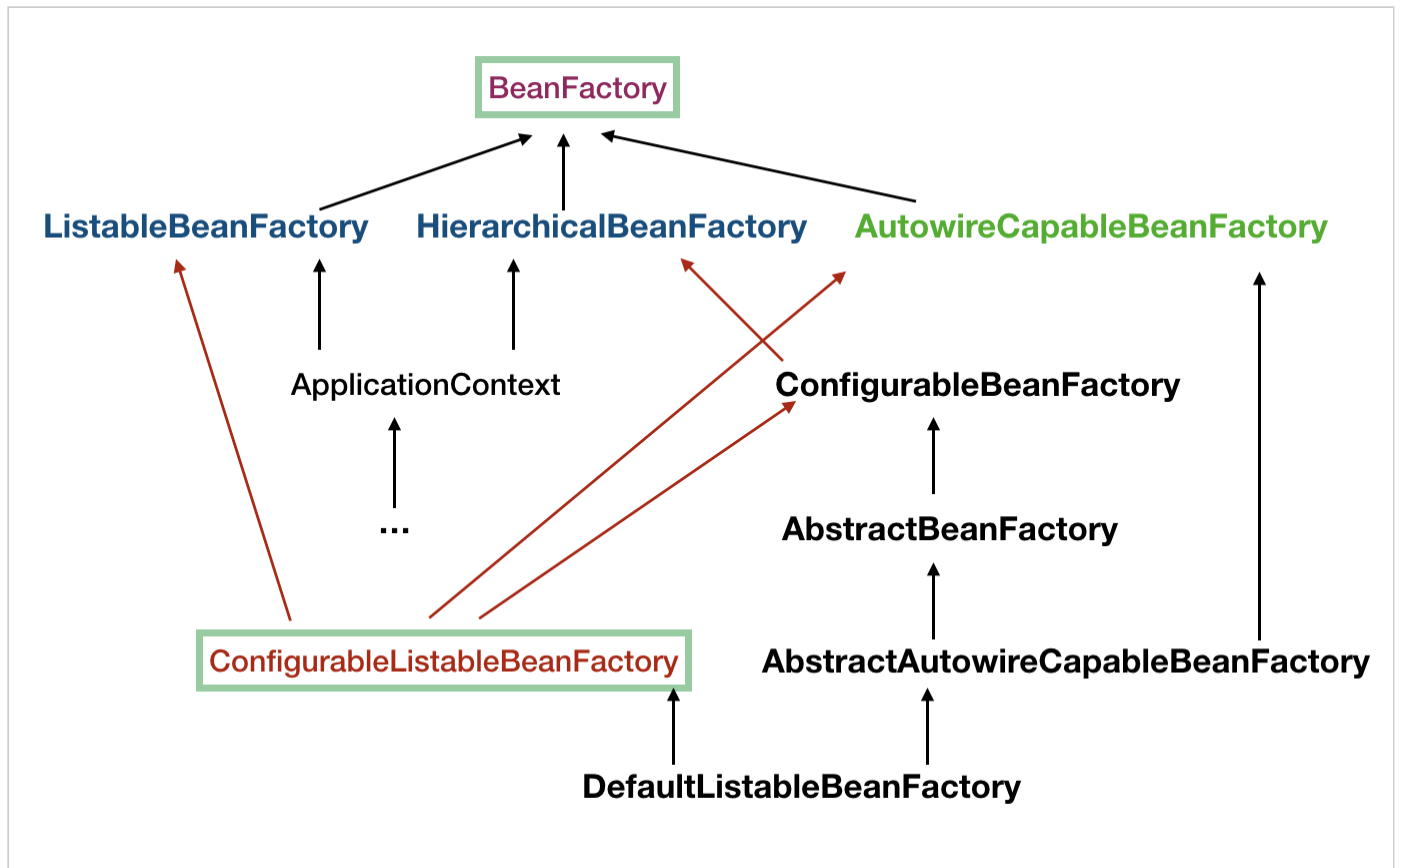 BeanFactory
ListableBeanFactory HierarchicalBeanFactory AutowireCapableBeanFactory
ApplicationContext ConfigurableBeanFactory
... AbstractBeanFactory
ConfigurableListableBeanFactory AbstractAutowireCapableBeanFactory
DefaultListableBeanFactory